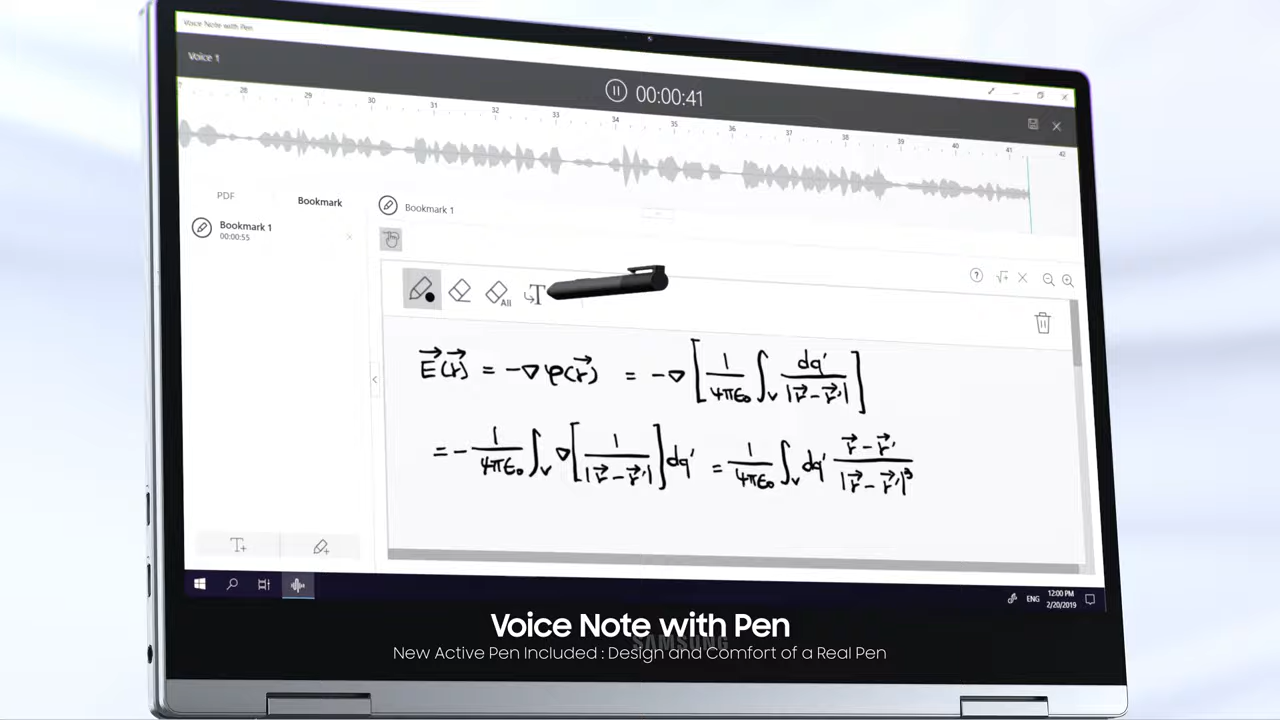 Voice Note with Pen
Voice 1
00:00:41
28 29 30 31 32 33 34 35 36 37 38 39 40 41 42
PDF
Bookmark
Bookmark 1
00:00:55
Bookmark 1
All
T
E⃗(r⃗) = -∇φ(r⃗) = -∇[1/4πε₀ ∫ᵥ dq'/|r⃗-r⃗'|]
= -1/4πε₀ ∫ᵥ ∇[1/|r⃗-r⃗'|]dq' = 1/4πε₀ ∫ᵥ dq' r⃗-r⃗'/|r⃗-r⃗'|³
T+
ENG
12:00 PM
2/20/2019
SAMSUNG
Voice Note with Pen
New Active Pen Included : Design and Comfort of a Real Pen